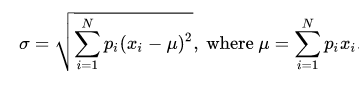 σ = √(∑_{i=1}^{N} p_i(x_i − μ)²), where μ = ∑_{i=1}^{N} p_i x_i.